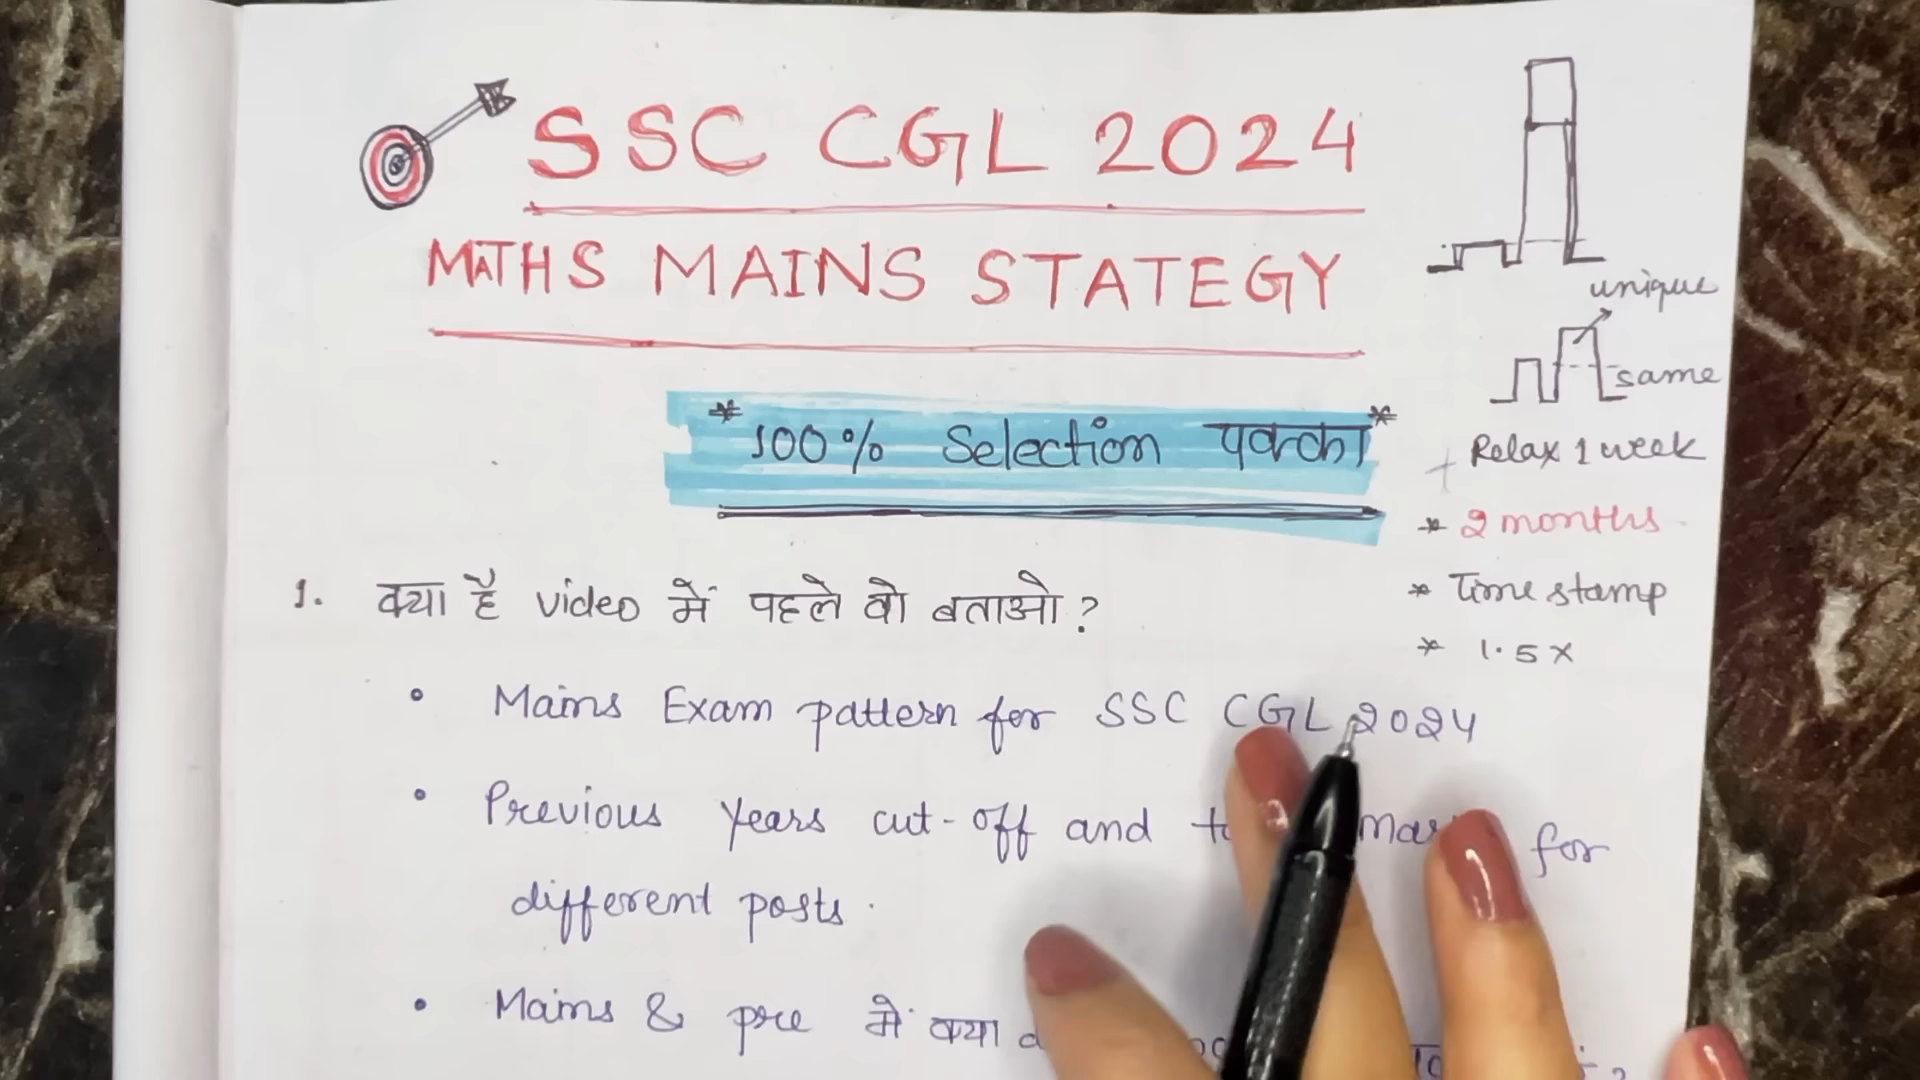 SSC CGL 2024
MATHS MAINS STATEGY
* 100% Selection पक्का *
unique
same
Relax 1 week
* 2 months
* Time stamp
* 1.5x
1. क्या है video में पहले वो बताओ?
• Mains Exam pattern for SSC CGL 2024
• Previous Years cut-off and for
different posts.
• Mains & pre में क्या